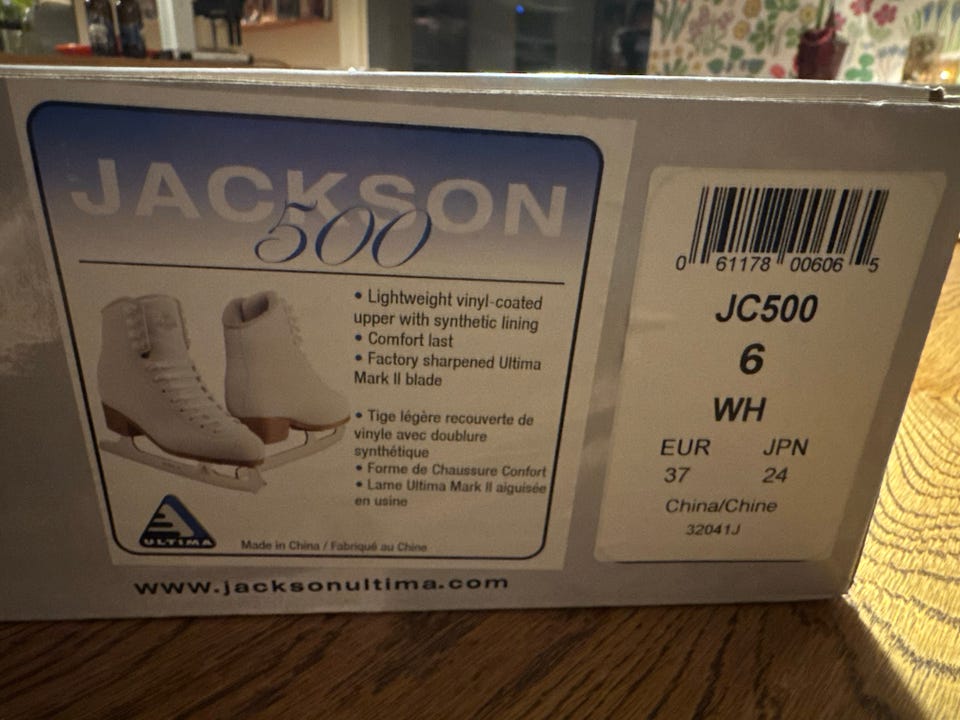 JACKSON
500
• Lightweight vinyl-coated
upper with synthetic lining
• Comfort last
• Factory sharpened Ultima
Mark II blade
• Tige légère recouverte de
vinyle avec doublure
synthétique
• Forme de Chaussure Confort
• Lame Ultima Mark II aiguisée
en usine
ULTIMA
Made in China / Fabriqué au Chine
www.jacksonultima.com
0 61178 00606 5
JC500
6
WH
EUR JPN
37 24
China/Chine
32041J